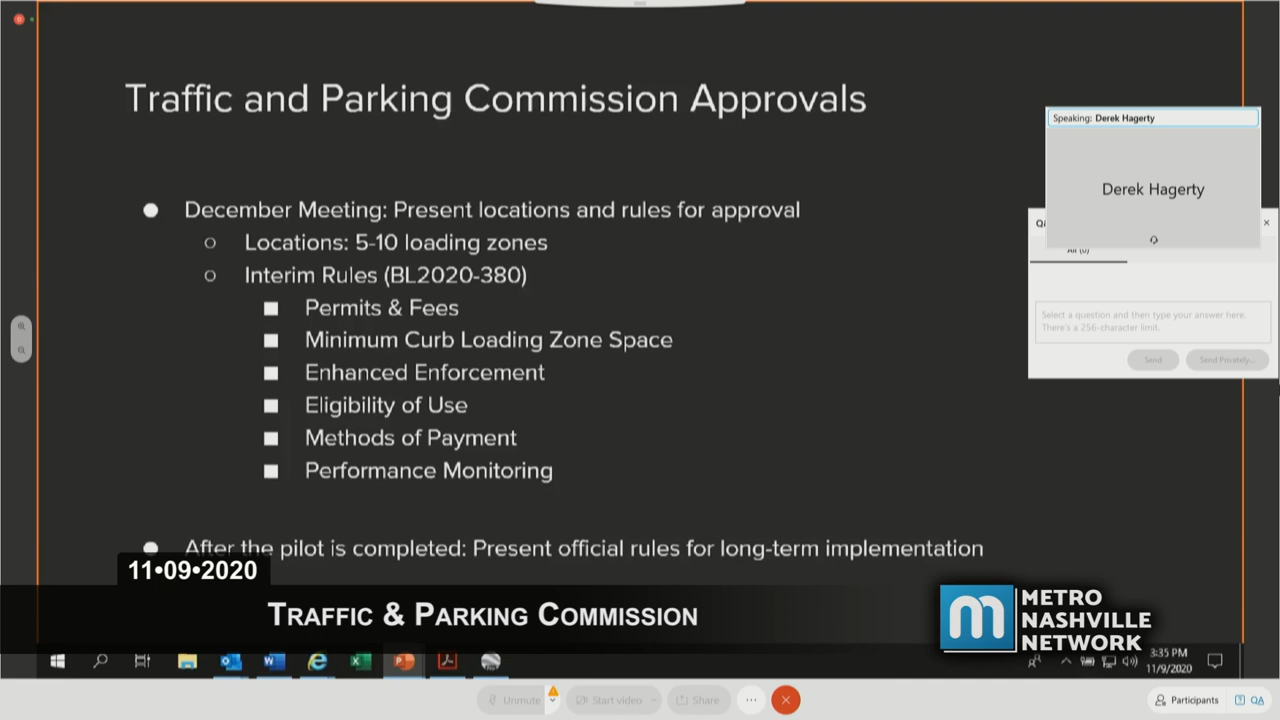 Traffic and Parking Commission Approvals
Speaking: Derek Hagerty
Derek Hagerty
All (0)
Select a question and then type your answer here.
There's a 256-character limit.
Send
Send Privately...
December Meeting: Present locations and rules for approval
Locations: 5-10 loading zones
Interim Rules (BL2020-380)
Permits & Fees
Minimum Curb Loading Zone Space
Enhanced Enforcement
Eligibility of Use
Methods of Payment
Performance Monitoring
After the pilot is completed: Present official rules for long-term implementation
11•09•2020
TRAFFIC & PARKING COMMISSION
METRO
NASHVILLE
NETWORK
3:35 PM
11/9/2020
Unmute
Start video
Share
Participants
QA